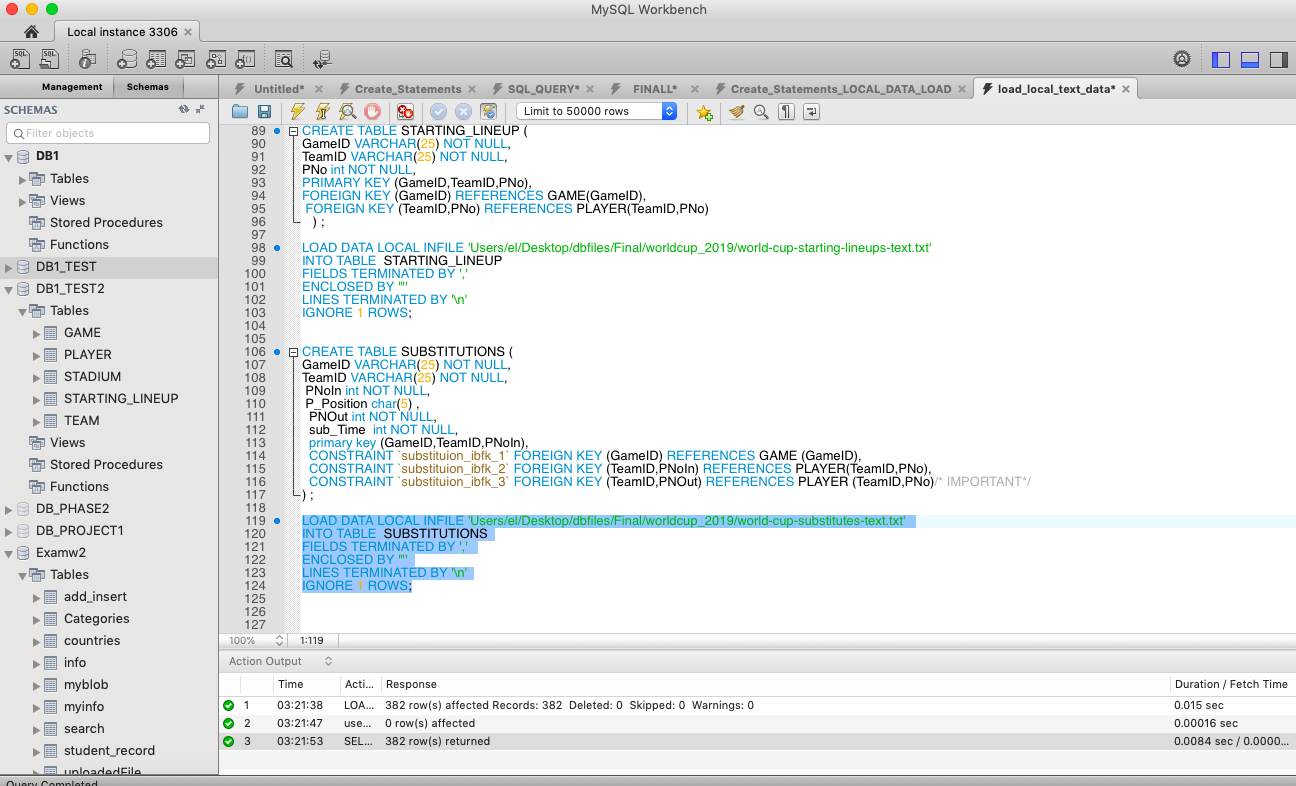 MySQL Workbench
Local instance 3306
Management Schemas
SCHEMAS
Filter objects
DB1
Tables
Views
Stored Procedures
Functions
DB1_TEST
DB1_TEST2
Tables
GAME
PLAYER
STADIUM
STARTING_LINEUP
TEAM
Views
Stored Procedures
Functions
DB_PHASE2
DB_PROJECT1
Examw2
Tables
add_insert
Categories
countries
info
myblob
myinfo
search
student_record
uploadedFile
Query Completed
Untitled* Create_Statements SQL_QUERY* FINALL* Create_Statements_LOCAL_DATA_LOAD load_local_text_data*
Limit to 50000 rows
89 CREATE TABLE STARTING_LINEUP (
90 GameID VARCHAR(25) NOT NULL,
91 TeamID VARCHAR(25) NOT NULL,
92 PNo int NOT NULL,
93 PRIMARY KEY (GameID,TeamID,PNo),
94 FOREIGN KEY (GameID) REFERENCES GAME(GameID),
95 FOREIGN KEY (TeamID,PNo) REFERENCES PLAYER(TeamID,PNo)
96 ) ;
97
98 LOAD DATA LOCAL INFILE 'Users/el/Desktop/dbfiles/Final/worldcup_2019/world-cup-starting-lineups-text.txt'
99 INTO TABLE STARTING_LINEUP
100 FIELDS TERMINATED BY ','
101 ENCLOSED BY '"'
102 LINES TERMINATED BY '\n'
103 IGNORE 1 ROWS;
104
105
106 CREATE TABLE SUBSTITUTIONS (
107 GameID VARCHAR(25) NOT NULL,
108 TeamID VARCHAR(25) NOT NULL,
109 PNoIn int NOT NULL,
110 P_Position char(5) ,
111 PNOut int NOT NULL,
112 sub_Time int NOT NULL,
113 primary key (GameID,TeamID,PNoIn),
114 CONSTRAINT `substituion_ibfk_1` FOREIGN KEY (GameID) REFERENCES GAME (GameID),
115 CONSTRAINT `substituion_ibfk_2` FOREIGN KEY (TeamID,PNoIn) REFERENCES PLAYER(TeamID,PNo),
116 CONSTRAINT `substituion_ibfk_3` FOREIGN KEY (TeamID,PNOut) REFERENCES PLAYER (TeamID,PNo)/* IMPORTANT*/
117 ) ;
118
119 LOAD DATA LOCAL INFILE 'Users/el/Desktop/dbfiles/Final/worldcup_2019/world-cup-substitutes-text.txt'
120 INTO TABLE SUBSTITUTIONS
121 FIELDS TERMINATED BY ','
122 ENCLOSED BY '"'
123 LINES TERMINATED BY '\n'
124 IGNORE 1 ROWS;
125
126
127
100% 1:119
Action Output
Time Acti... Response Duration / Fetch Time
1 03:21:38 LOA... 382 row(s) affected Records: 382 Deleted: 0 Skipped: 0 Warnings: 0 0.015 sec
2 03:21:47 use... 0 row(s) affected 0.00016 sec
3 03:21:53 SEL... 382 row(s) returned 0.0084 sec / 0.0000...